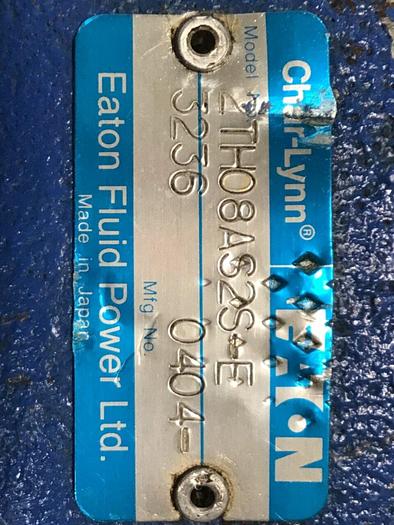 Char-Lynn® EATON
Model No.
2TH08AS2S-E
3236 0404-
Mfg No.
Eaton Fluid Power Ltd.
Made in Japan